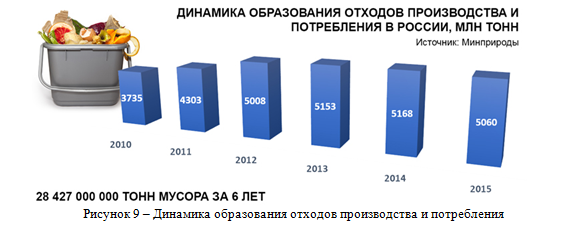 ДИНАМИКА ОБРАЗОВАНИЯ ОТХОДОВ ПРОИЗВОДСТВА И
ПОТРЕБЛЕНИЯ В РОССИИ, МЛН ТОНН
Источник: Минприроды
3735
4303
5008
5153
5168
5060
2010
2011
2012
2013
2014
2015
28 427 000 000 ТОНН МУСОРА ЗА 6 ЛЕТ
Рисунок 9 – Динамика образования отходов производства и потребления